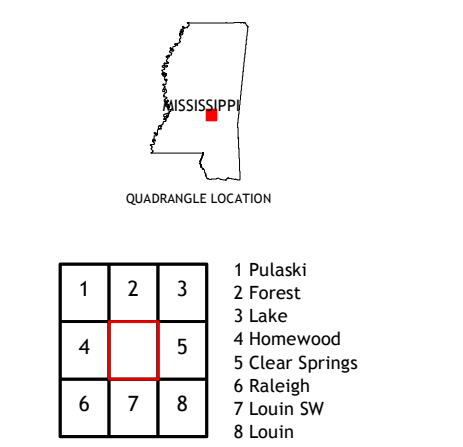 MISSISSIPPI
QUADRANGLE LOCATION
1 2 3
4 5
6 7 8
1 Pulaski
2 Forest
3 Lake
4 Homewood
5 Clear Springs
6 Raleigh
7 Louin SW
8 Louin